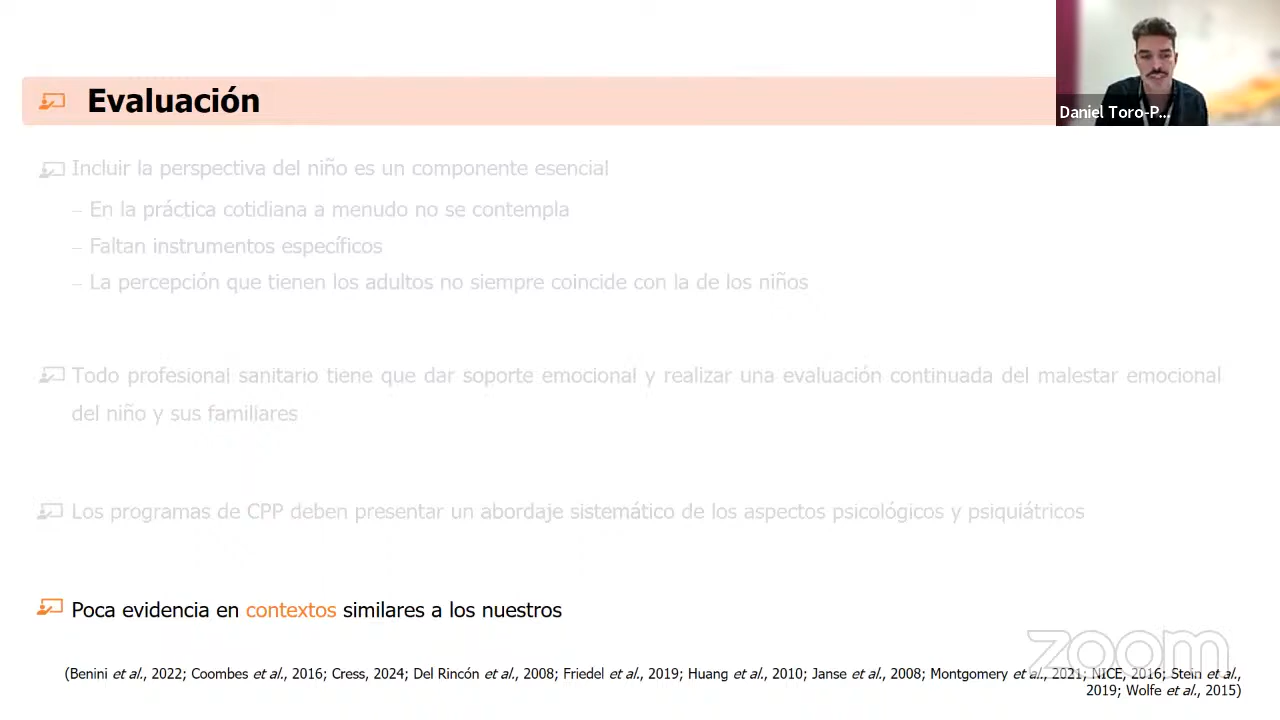 Evaluación
Daniel Toro-P...
Incluir la perspectiva del niño es un componente esencial
– En la práctica cotidiana a menudo no se contempla
– Faltan instrumentos específicos
– La percepción que tienen los adultos no siempre coincide con la de los niños
Todo profesional sanitario tiene que dar soporte emocional y realizar una evaluación continuada del malestar emocional
del niño y sus familiares
Los programas de CPP deben presentar un abordaje sistemático de los aspectos psicológicos y psiquiátricos
Poca evidencia en contextos similares a los nuestros
zoom
(Benini et al., 2022; Coombes et al., 2016; Cress, 2024; Del Rincón et al., 2008; Friedel et al., 2019; Huang et al., 2010; Janse et al., 2008; Montgomery et al., 2021; NICE, 2016; Stein et al.,
2019; Wolfe et al., 2015)